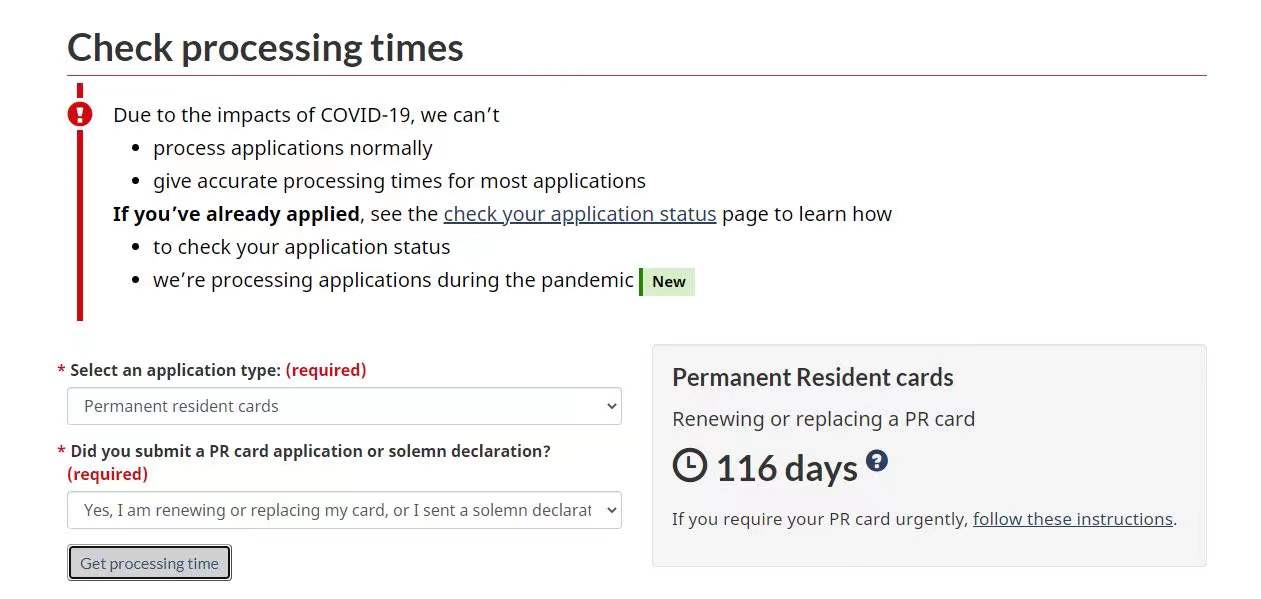 Check processing times
Due to the impacts of COVID-19, we can’t
process applications normally
give accurate processing times for most applications
If you’ve already applied, see the check your application status page to learn how
to check your application status
we’re processing applications during the pandemic New
* Select an application type: (required)
Permanent resident cards
* Did you submit a PR card application or solemn declaration?
(required)
Yes, I am renewing or replacing my card, or I sent a solemn declarat
Get processing time
Permanent Resident cards
Renewing or replacing a PR card
116 days ?
If you require your PR card urgently, follow these instructions.